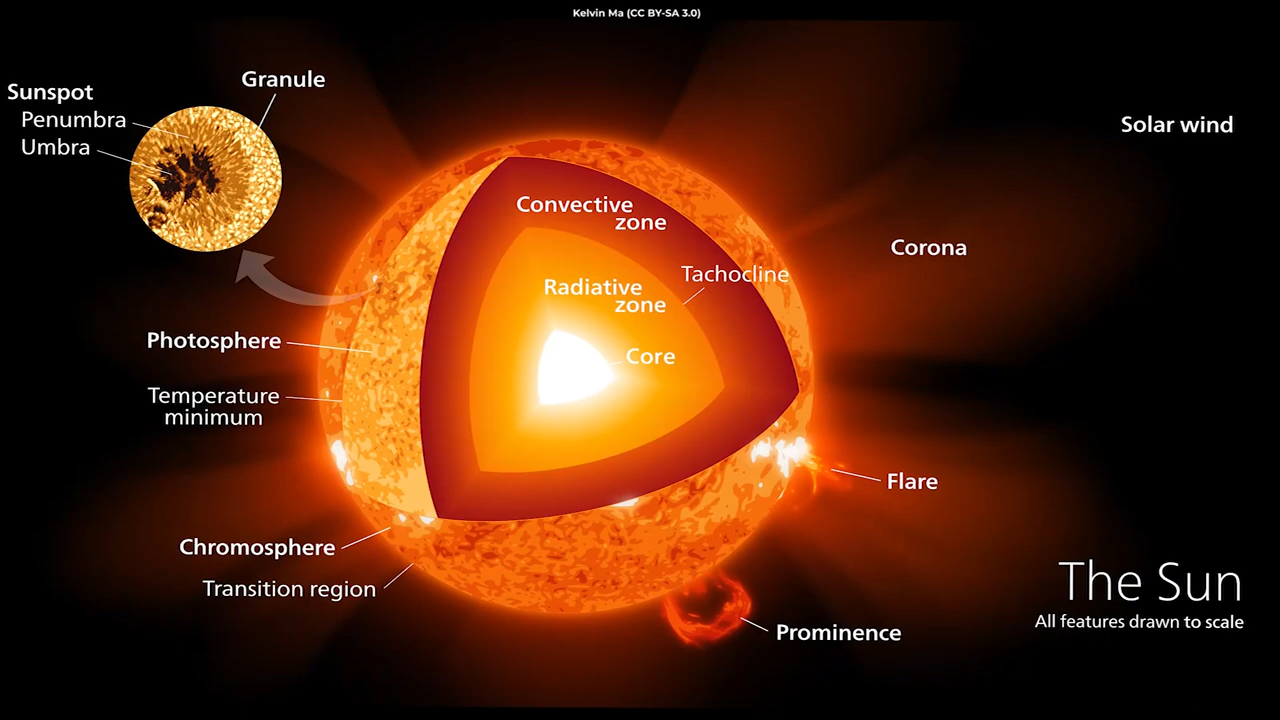 Kelvin Ma (CC BY-SA 3.0)
Granule
Sunspot
Penumbra
Umbra
Solar wind
Convective
zone
Corona
Tachocline
Radiative
zone
Photosphere
Core
Temperature
minimum
Flare
Chromosphere
Transition region
The Sun
All features drawn to scale
Prominence